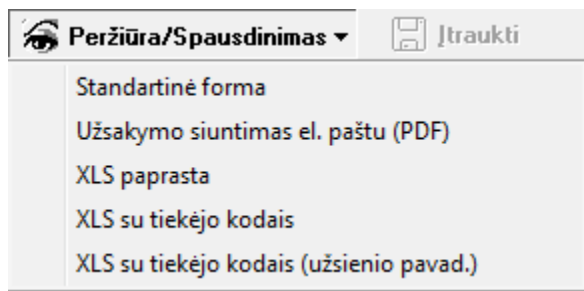 Peržiūra/Spausdinimas Įtraukti
Standartinė forma
Užsakymo siuntimas el. paštu (PDF)
XLS paprasta
XLS su tiekėjo kodais
XLS su tiekėjo kodais (užsienio pavad.)